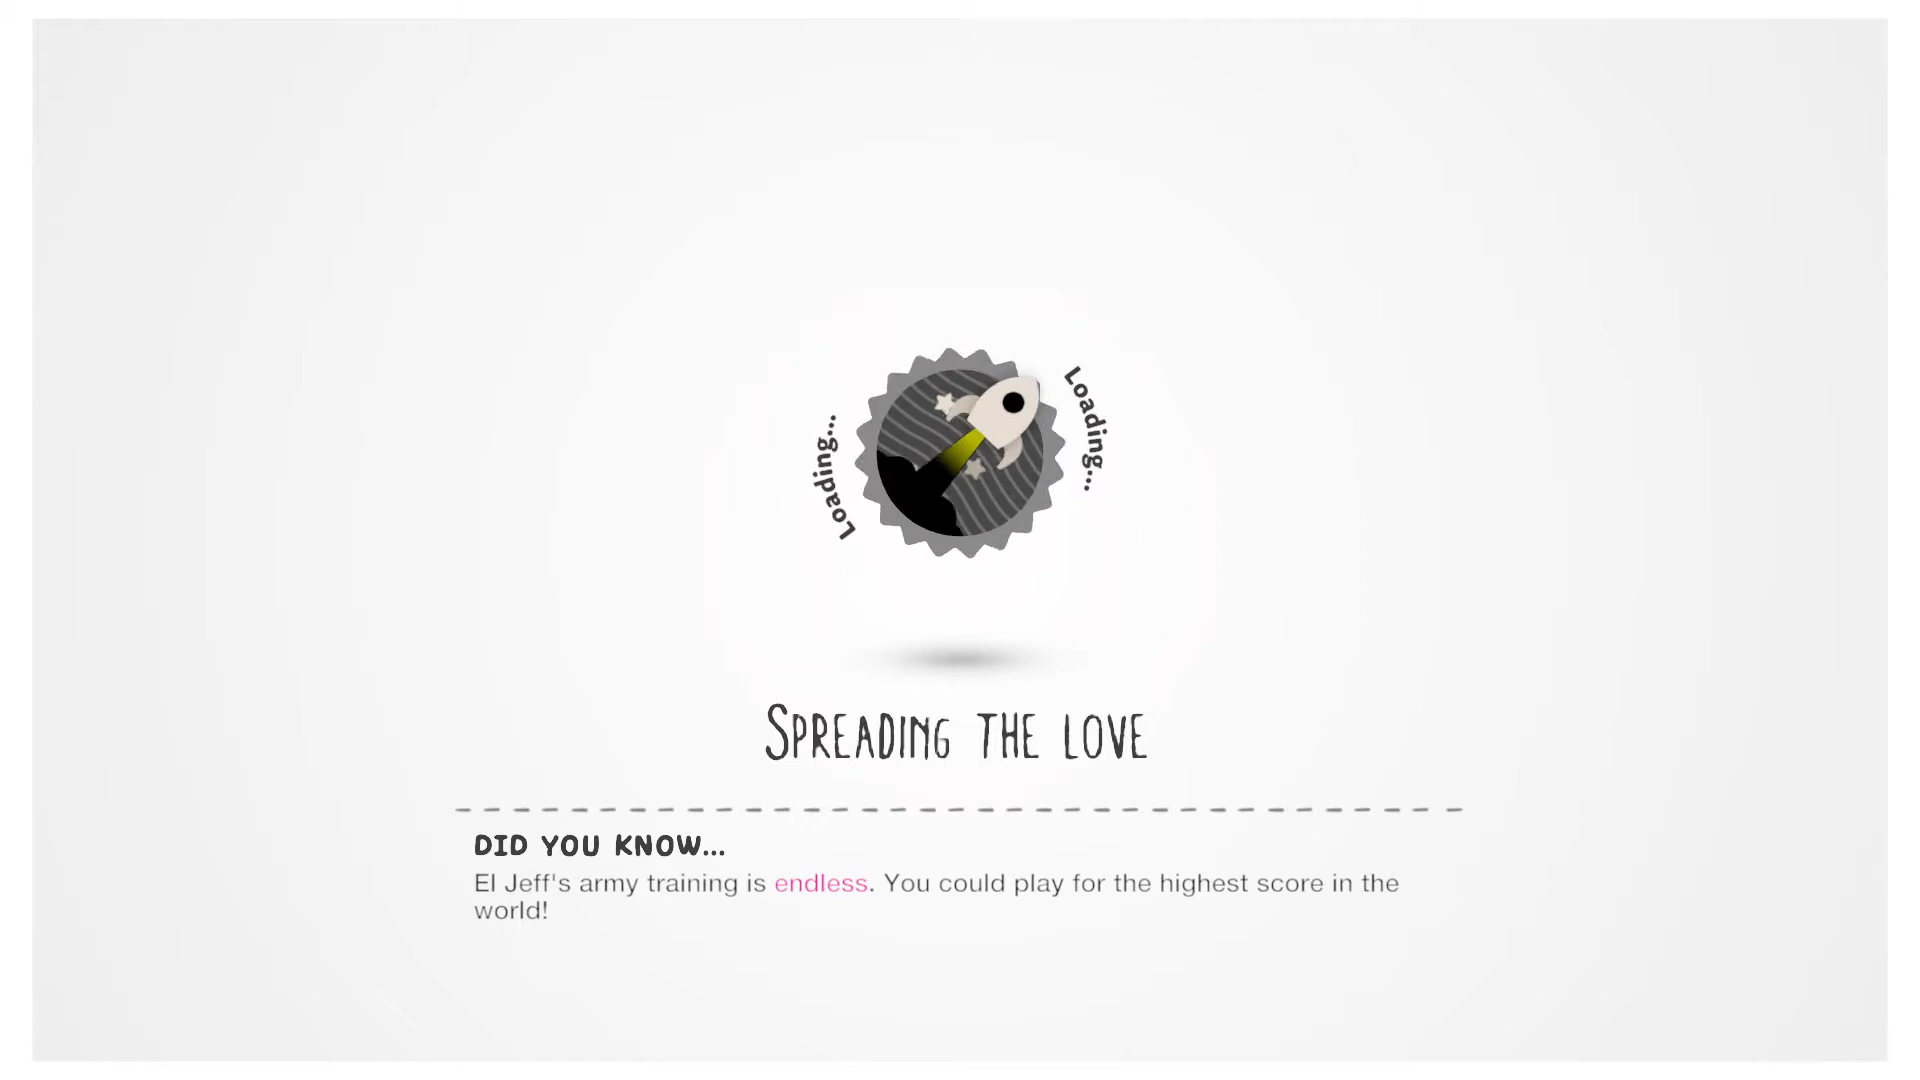 Loading...
Loading...
Spreading the love
DID YOU KNOW...
El Jeff's army training is endless. You could play for the highest score in the
world!